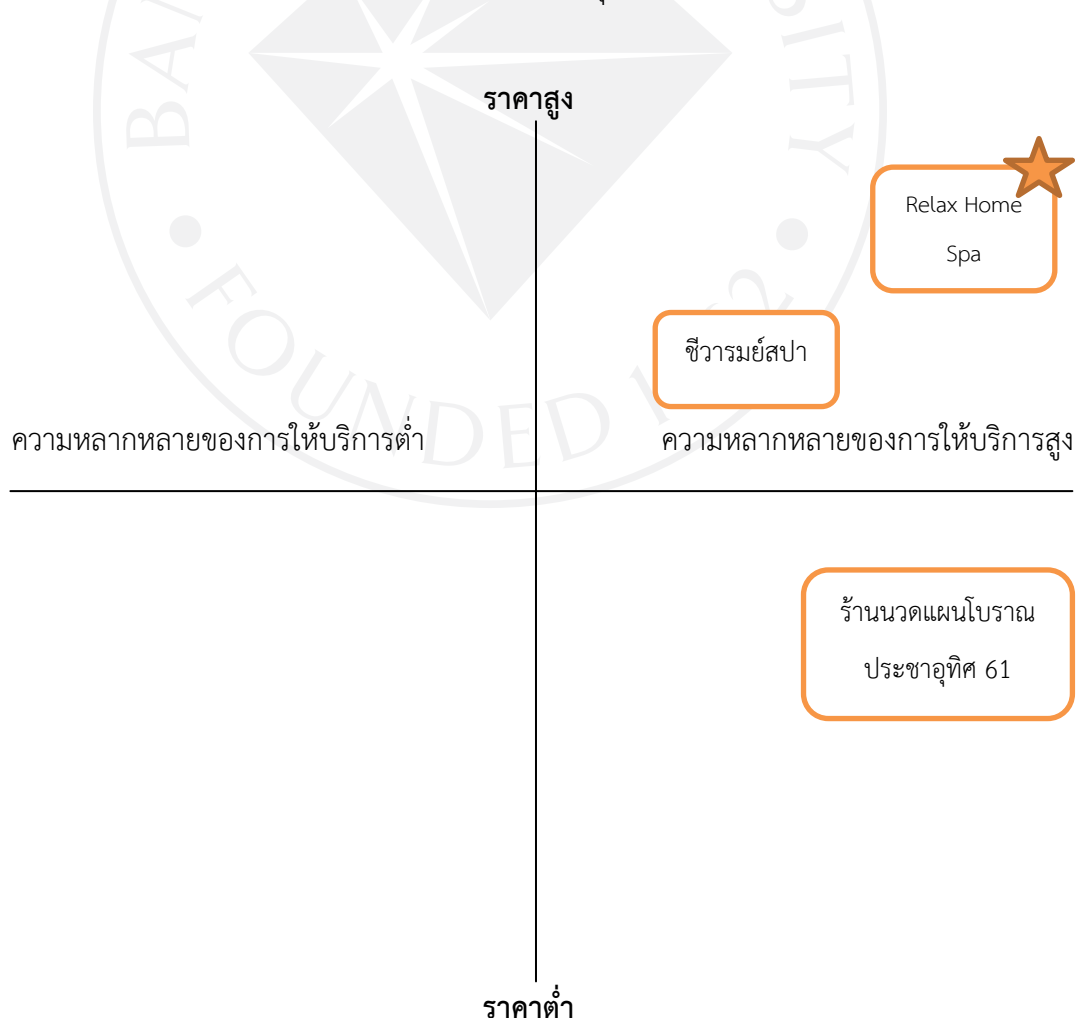 ราคาสูง
Relax Home
Spa
ชีวารมย์สปา
ความหลากหลายของการให้บริการต่ำ
ความหลากหลายของการให้บริการสูง
ร้านนวดแผนโบราณ
ประชาอุทิศ 61
ราคาต่ำ
FOUNDED